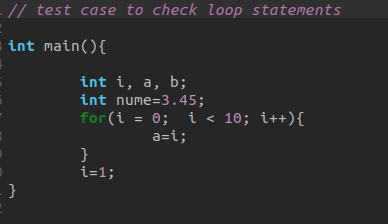 // test case to check loop statements
int main(){
int i, a, b;
int nume=3.45;
for(i = 0;  i < 10; i++){
a=i;
}
i=1;
}